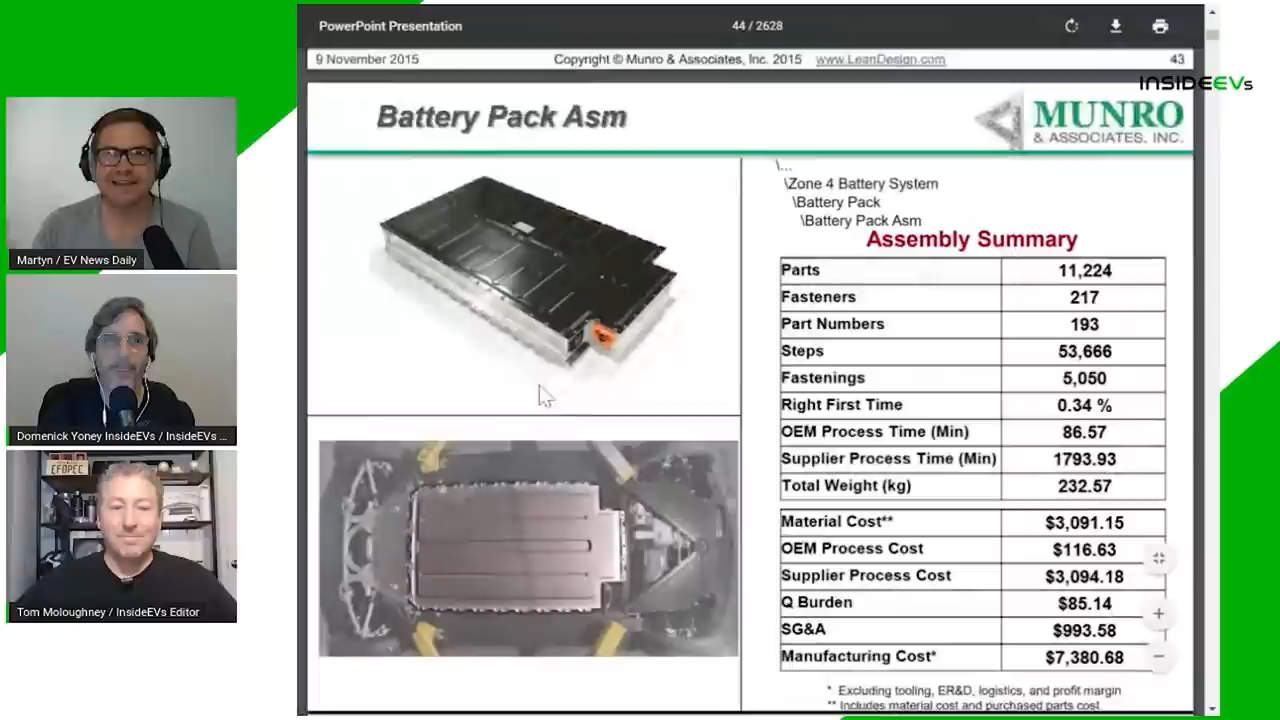 PowerPoint Presentation
44 / 2628
9 November 2015
Copyright © Munro & Associates, Inc. 2015 www.LeanDesign.com
43
INSIDEEVs
Battery Pack Asm
MUNRO
& ASSOCIATES, INC.
\...
\Zone 4 Battery System
\Battery Pack
\Battery Pack Asm
Assembly Summary
Parts 11,224
Fasteners 217
Part Numbers 193
Steps 53,666
Fastenings 5,050
Right First Time 0.34 %
OEM Process Time (Min) 86.57
Supplier Process Time (Min) 1793.93
Total Weight (kg) 232.57
Material Cost** $3,091.15
OEM Process Cost $116.63
Supplier Process Cost $3,094.18
Q Burden $85.14
SG&A $993.58
Manufacturing Cost* $7,380.68
* Excluding tooling, ER&D, logistics, and profit margin
** Includes material cost and purchased parts cost.
Martyn / EV News Daily
Domenick Yoney InsideEVs / InsideEVs ...
EFOPEC
Tom Moloughney / InsideEVs Editor